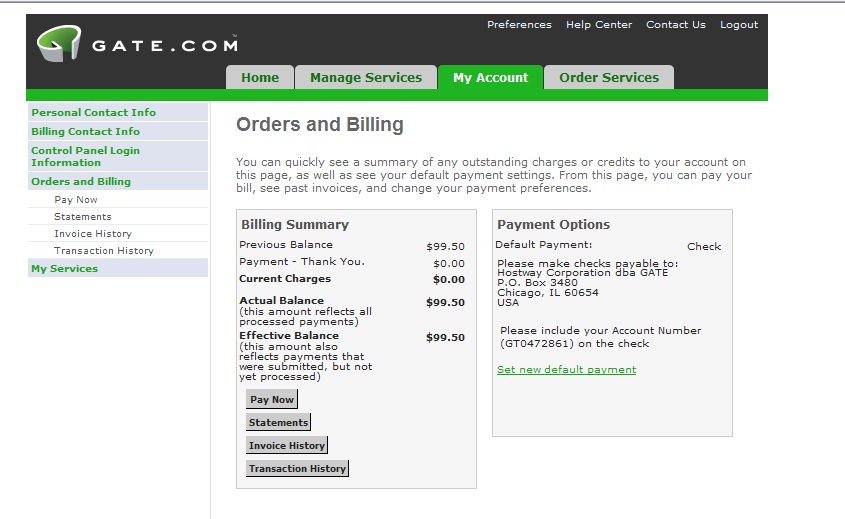 Preferences Help Center Contact Us Logout
GATE.COM™
Home Manage Services My Account Order Services
Personal Contact Info
Billing Contact Info
Control Panel Login
Information
Orders and Billing
Pay Now
Statements
Invoice History
Transaction History
My Services
Orders and Billing
You can quickly see a summary of any outstanding charges or credits to your account on
this page, as well as see your default payment settings. From this page, you can pay your
bill, see past invoices, and change your payment preferences.
Billing Summary
Previous Balance $99.50
Payment - Thank You. $0.00
Current Charges $0.00
Actual Balance $99.50
(this amount reflects all
processed payments)
Effective Balance $99.50
(this amount also
reflects payments that
were submitted, but not
yet processed)
Pay Now
Statements
Invoice History
Transaction History
Payment Options
Default Payment: Check
Please make checks payable to:
Hostway Corporation dba GATE
P.O. Box 3480
Chicago, IL 60654
USA
Please include your Account Number
(GT0472861) on the check
Set new default payment